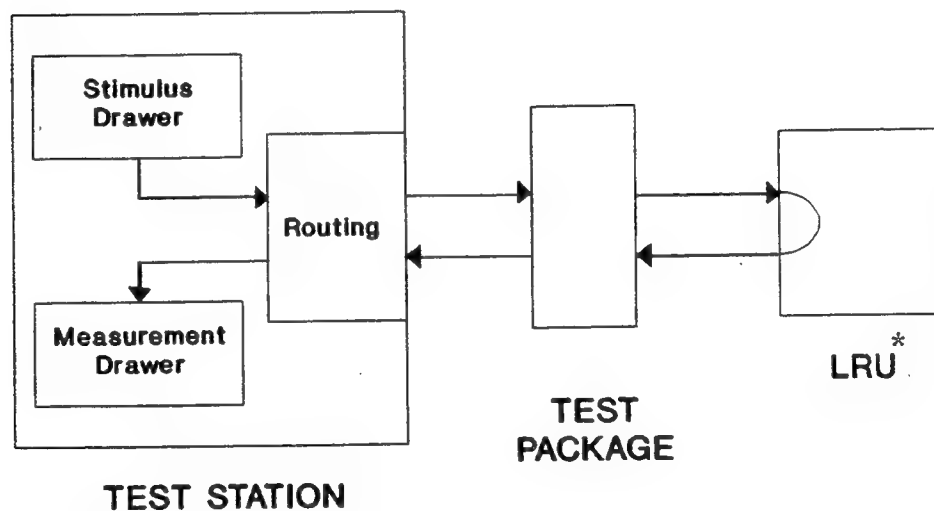 Stimulus
Drawer
Routing
Measurement
Drawer
LRU*
TEST
PACKAGE
TEST STATION